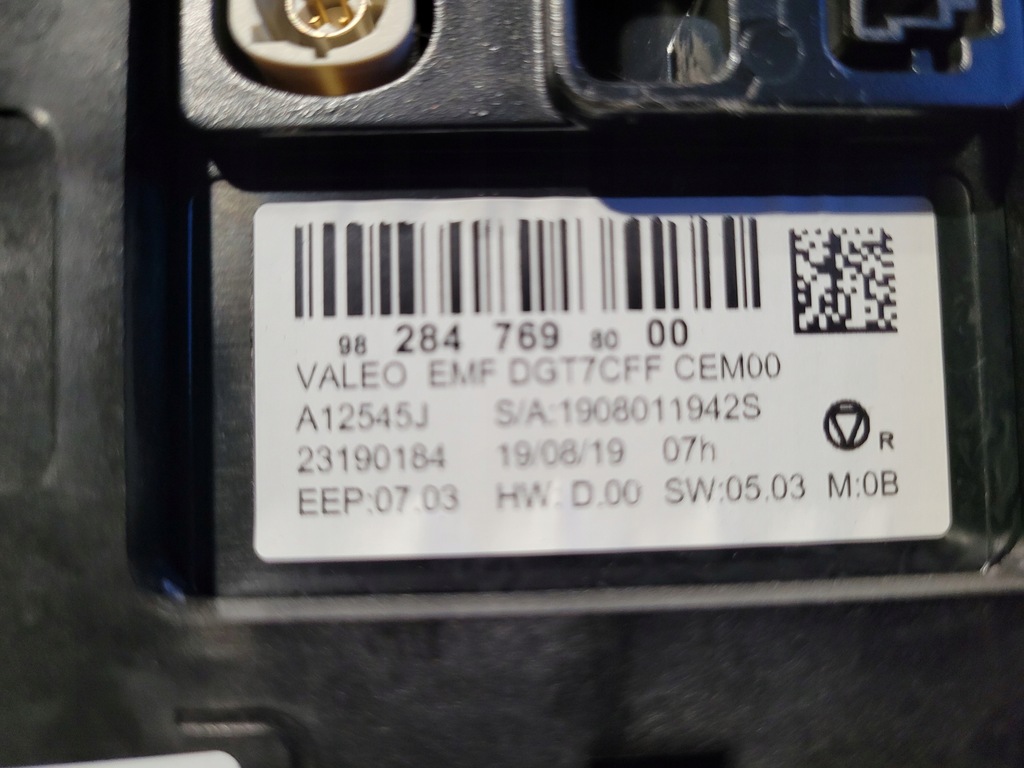 98 284 769 80 00
VALEO EMF DGT7CFF CEM00
A12545J S/A:1908011942S
23190184 19/08/19 07h
R
EEP:07.03 HW: D.00 SW:05.03 M:0B